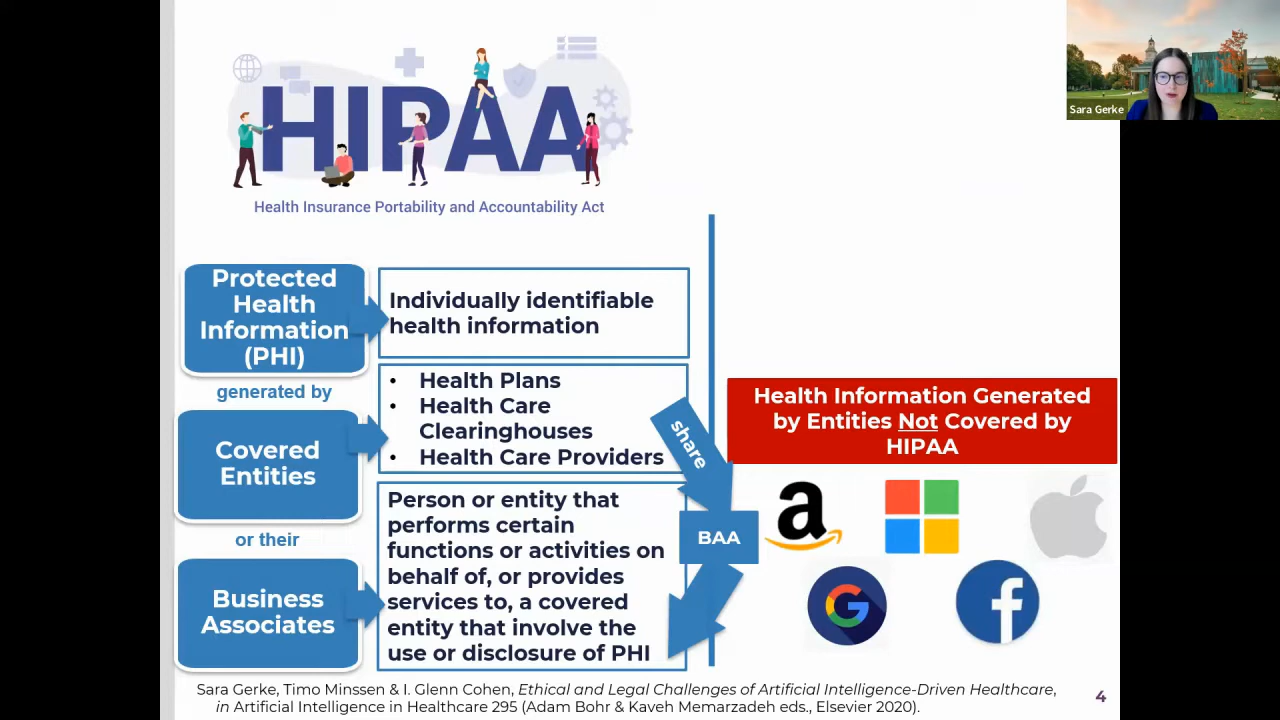 Sara Gerke
HIPAA
Health Insurance Portability and Accountability Act
Protected
Health
Information
(PHI)
Individually identifiable
health information
generated by
Covered
Entities
• Health Plans
• Health Care
Clearinghouses
• Health Care Providers
or their
Business
Associates
Person or entity that
performs certain
functions or activities on
behalf of, or provides
services to, a covered
entity that involve the
use or disclosure of PHI
share
BAA
Health Information Generated
by Entities Not Covered by
HIPAA
a
G
f
Sara Gerke, Timo Minssen & I. Glenn Cohen, Ethical and Legal Challenges of Artificial Intelligence-Driven Healthcare,
in Artificial Intelligence in Healthcare 295 (Adam Bohr & Kaveh Memarzadeh eds., Elsevier 2020).
4